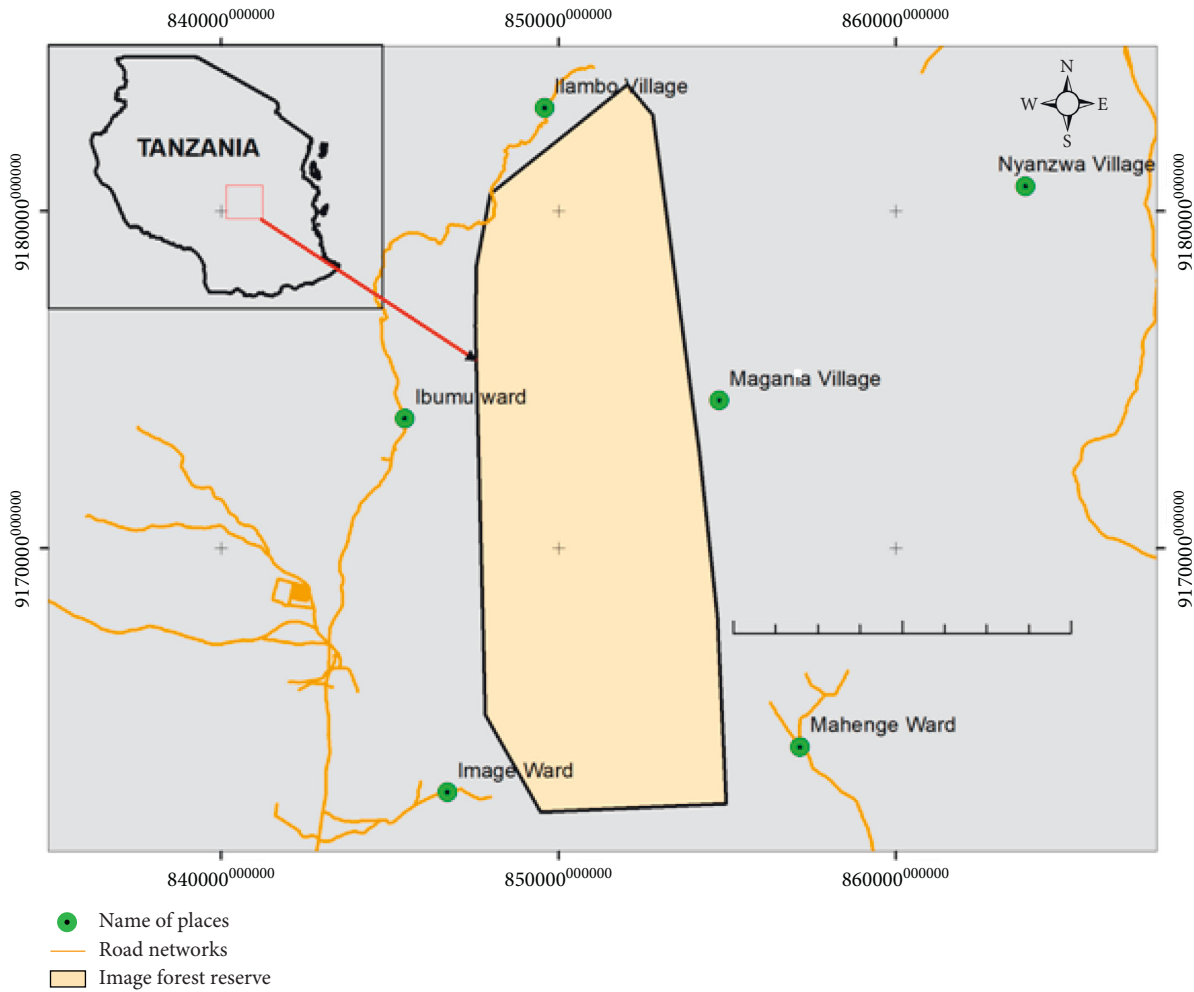 840000000000 850000000000 860000000000
Ilambo Village
N
W E
S
TANZANIA
Nyanzwa Village
9180000000000 9180000000000
Magania Village
Ibumu ward
9170000000000 9170000000000
Mahenge Ward
Image Ward
840000000000 850000000000 860000000000
Name of places
Road networks
Image forest reserve